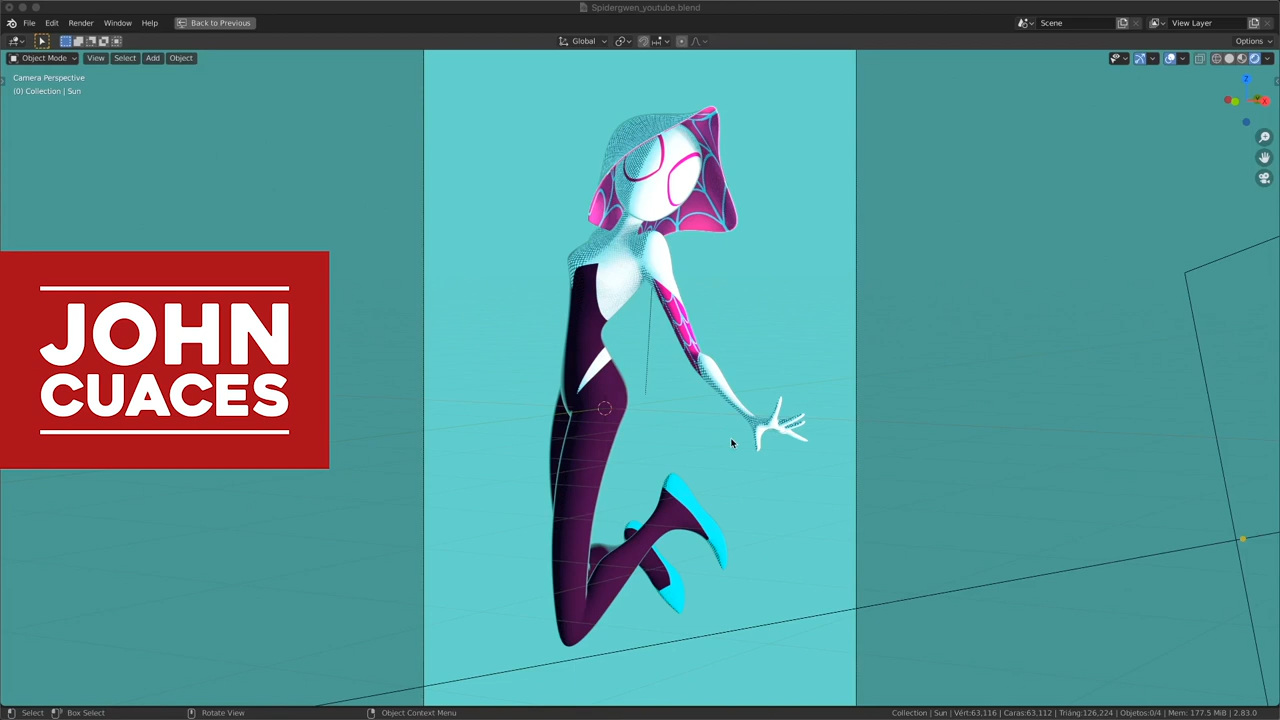 Spidergwen_youtube.blend
File Edit Render Window Help Back to Previous Scene View Layer
Global Options
Object Mode View Select Add Object
Camera Perspective
(0) Collection | Sun
Z
X
JOHN
CUACES
Select Box Select Rotate View Object Context Menu Collection | Sun | Vért:63,116 | Caras:63,112 | Triáng:126,224 | Objetos:0/4 | Mem: 177.5 MiB | 2.83.0